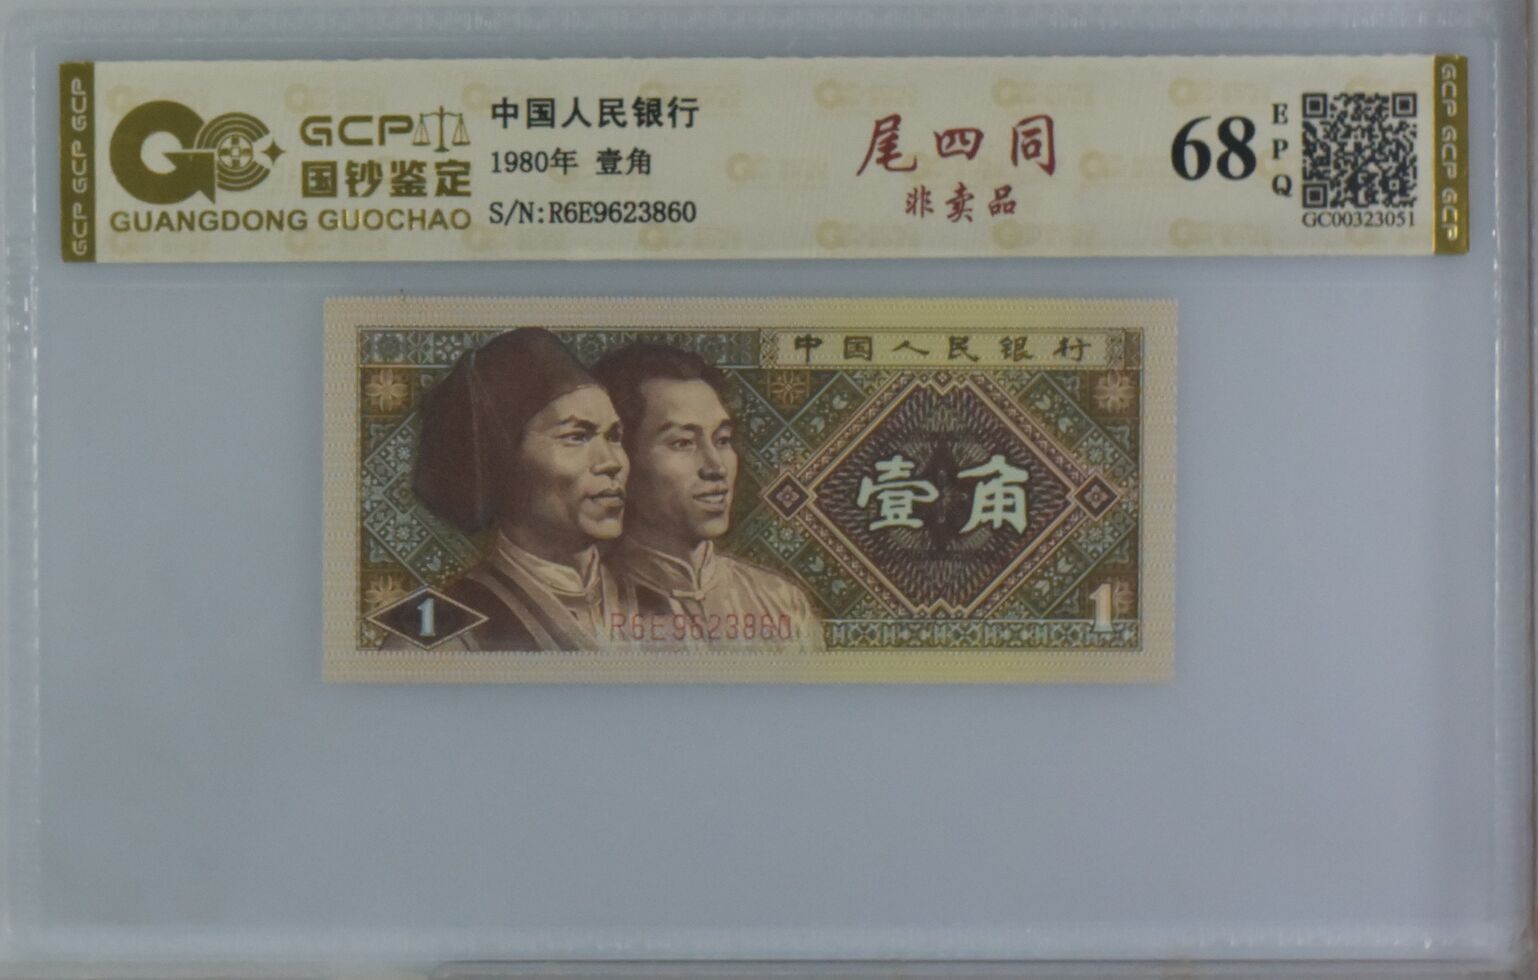 GCP
国钞鉴定
GUANGDONG GUOCHAO
中国人民银行
1980年 壹角
S/N:R6E9623860
尾四同
非卖品
68
EPQ
GC00323051
GCP GCP GCP
GCP GCP GCP
中国人民银行
壹角
1
1
R6E9623860